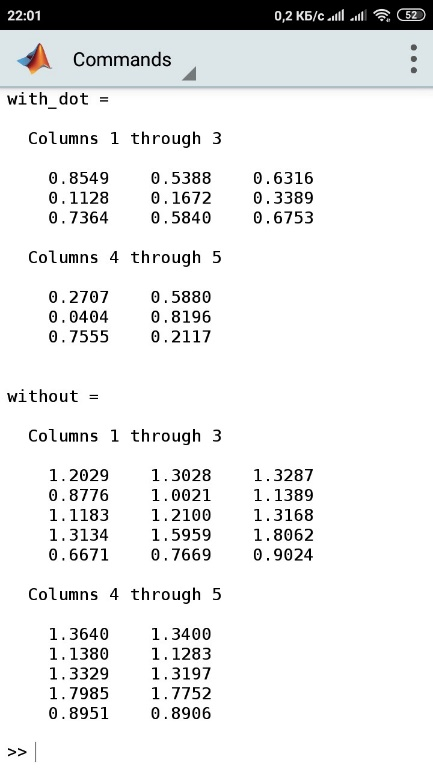 22:01 0,2 КБ/с 52
Commands
with_dot =
Columns 1 through 3
0.8549 0.5388 0.6316
0.1128 0.1672 0.3389
0.7364 0.5840 0.6753
Columns 4 through 5
0.2707 0.5880
0.0404 0.8196
0.7555 0.2117
without =
Columns 1 through 3
1.2029 1.3028 1.3287
0.8776 1.0021 1.1389
1.1183 1.2100 1.3168
1.3134 1.5959 1.8062
0.6671 0.7669 0.9024
Columns 4 through 5
1.3640 1.3400
1.1380 1.1283
1.3329 1.3197
1.7985 1.7752
0.8951 0.8906
>>